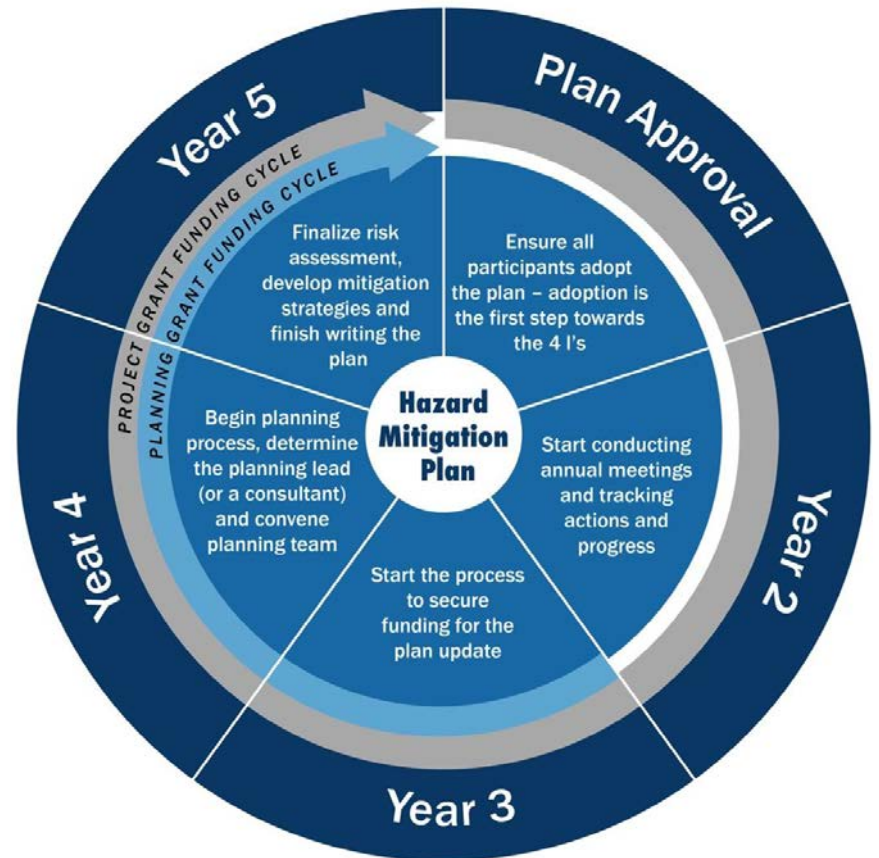 Plan Approval
Ensure all
participants adopt
the plan – adoption is
the first step towards
the 4 I's
Year 2
Start conducting
annual meetings
and tracking
actions and
progress
Year 3
Start the process
to secure
funding for the
plan update
Year 4
Begin planning
process, determine
the planning lead
(or a consultant)
and convene
planning team
Year 5
Finalize risk
assessment,
develop mitigation
strategies and
finish writing the
plan
PROJECT GRANT FUNDING CYCLE
PLANNING GRANT FUNDING CYCLE
Hazard
Mitigation
Plan